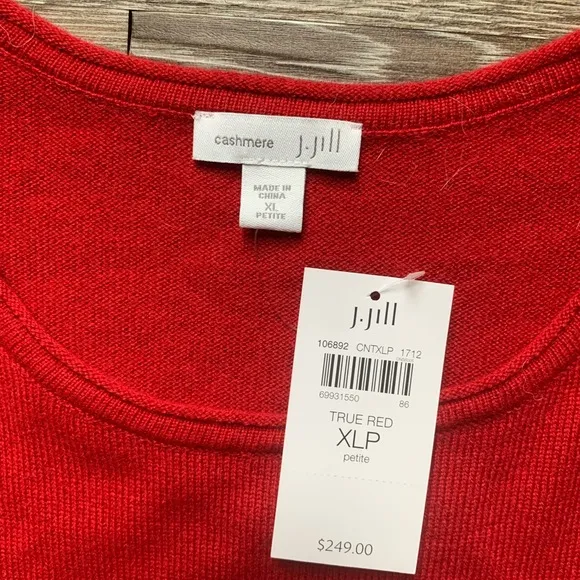 cashmere J.Jill
MADE IN
CHINA
XL
PETITE
J.Jill
106892 CNTXLP 1712
69931550 86
TRUE RED
XLP
petite
$249.00